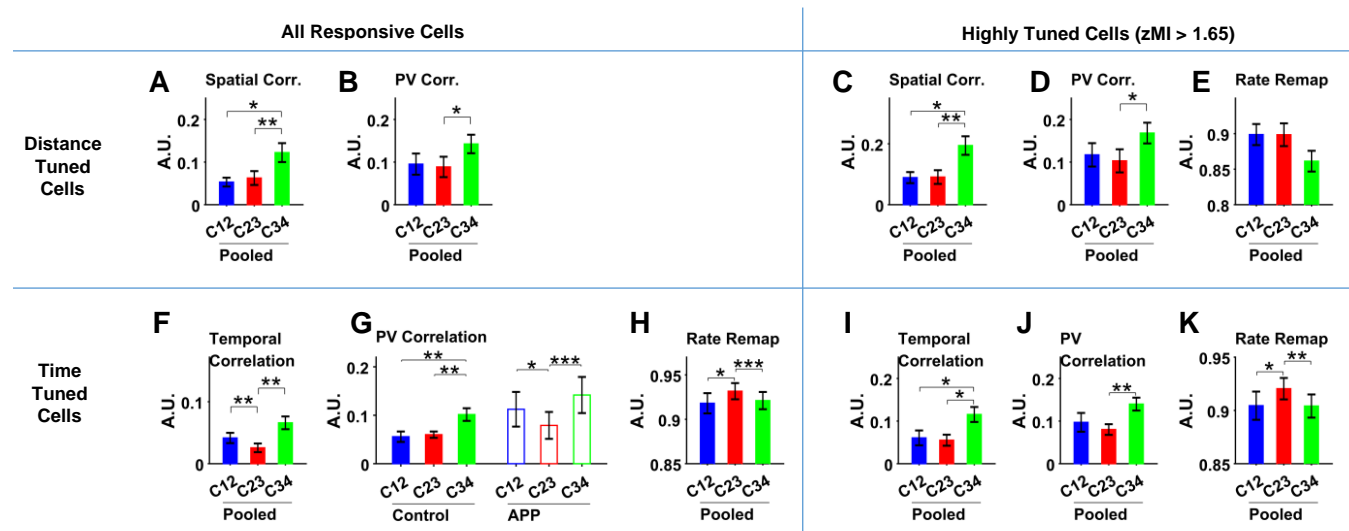 All Responsive Cells
Highly Tuned Cells (zMI > 1.65)
Distance
Tuned
Cells
A
Spatial Corr.
A.U.
0.2
0.1
0
*
**
C12
C23
C34
Pooled
B
PV Corr.
A.U.
0.2
0.1
0
*
C12
C23
C34
Pooled
C
Spatial Corr.
A.U.
0.2
0
*
**
C12
C23
C34
Pooled
D
PV Corr.
A.U.
0.2
0.1
0
*
C12
C23
C34
Pooled
E
Rate Remap
A.U.
0.9
0.85
0.8
C12
C23
C34
Pooled
Time
Tuned
Cells
F
Temporal
Correlation
A.U.
0.1
0
**
**
C12
C23
C34
Pooled
G
PV Correlation
A.U.
0.2
0.1
0
**
**
*
***
C12
C23
C34
Control
C12
C23
C34
APP
H
Rate Remap
A.U.
0.95
0.9
0.85
*
***
C12
C23
C34
Pooled
I
Temporal
Correlation
A.U.
0.2
0.1
0
*
*
C12
C23
C34
Pooled
J
PV
Correlation
A.U.
0.2
0.1
0
**
C12
C23
C34
Pooled
K
Rate Remap
A.U.
0.95
0.9
0.85
*
**
C12
C23
C34
Pooled